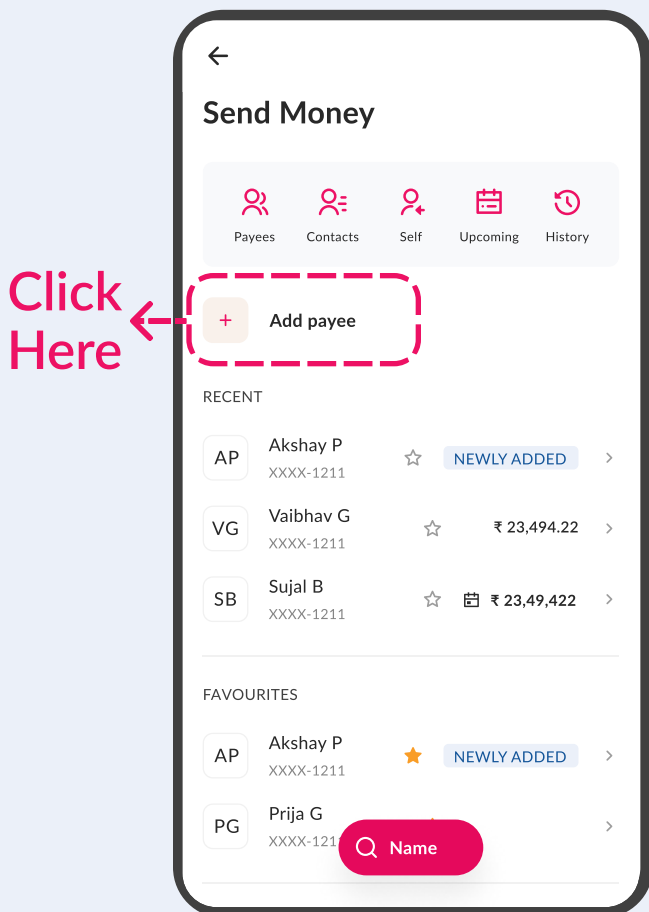 Send Money
Payees Contacts Self Upcoming History
Click
Here
+ Add payee
RECENT
AP Akshay P NEWLY ADDED
XXXX-1211
VG Vaibhav G ₹ 23,494.22
XXXX-1211
SB Sujal B ₹ 23,49,422
XXXX-1211
FAVOURITES
AP Akshay P NEWLY ADDED
XXXX-1211
PG Prija G
XXXX-121
Name